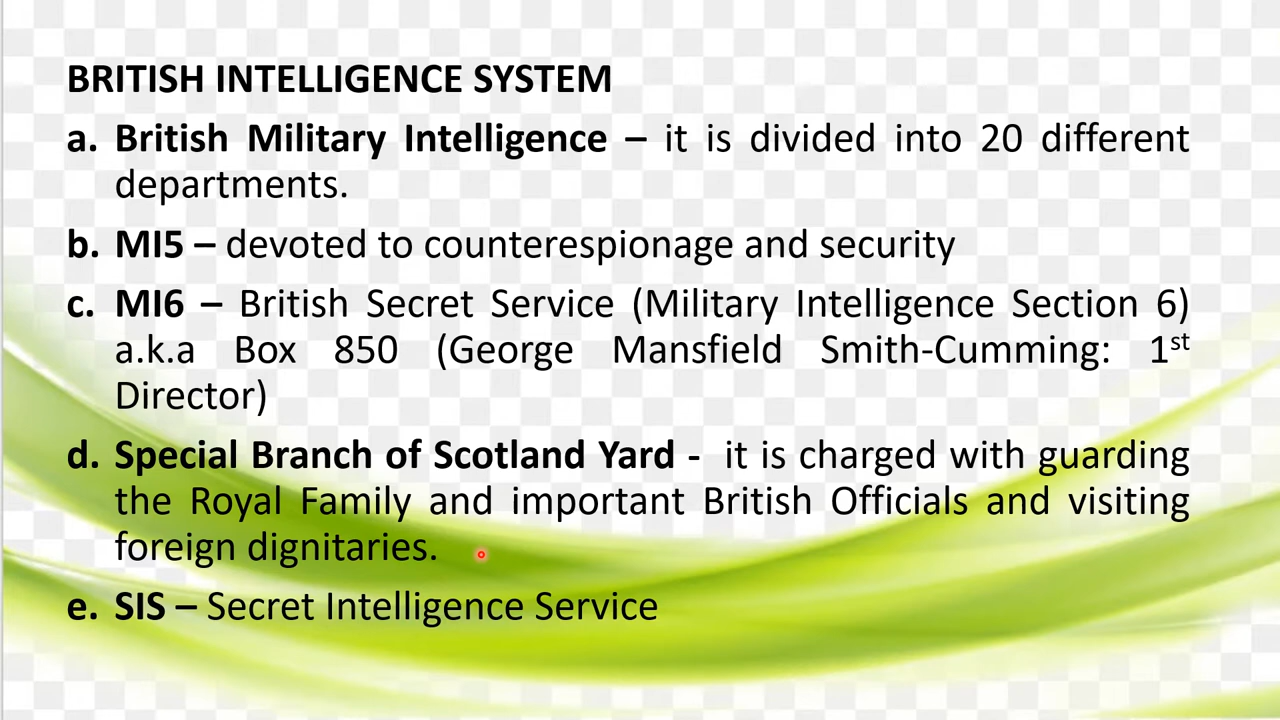 BRITISH INTELLIGENCE SYSTEM
a. British Military Intelligence – it is divided into 20 different
departments.
b. MI5 – devoted to counterespionage and security
c. MI6 – British Secret Service (Military Intelligence Section 6)
a.k.a Box 850 (George Mansfield Smith-Cumming: 1st
Director)
d. Special Branch of Scotland Yard - it is charged with guarding
the Royal Family and important British Officials and visiting
foreign dignitaries.
e. SIS – Secret Intelligence Service